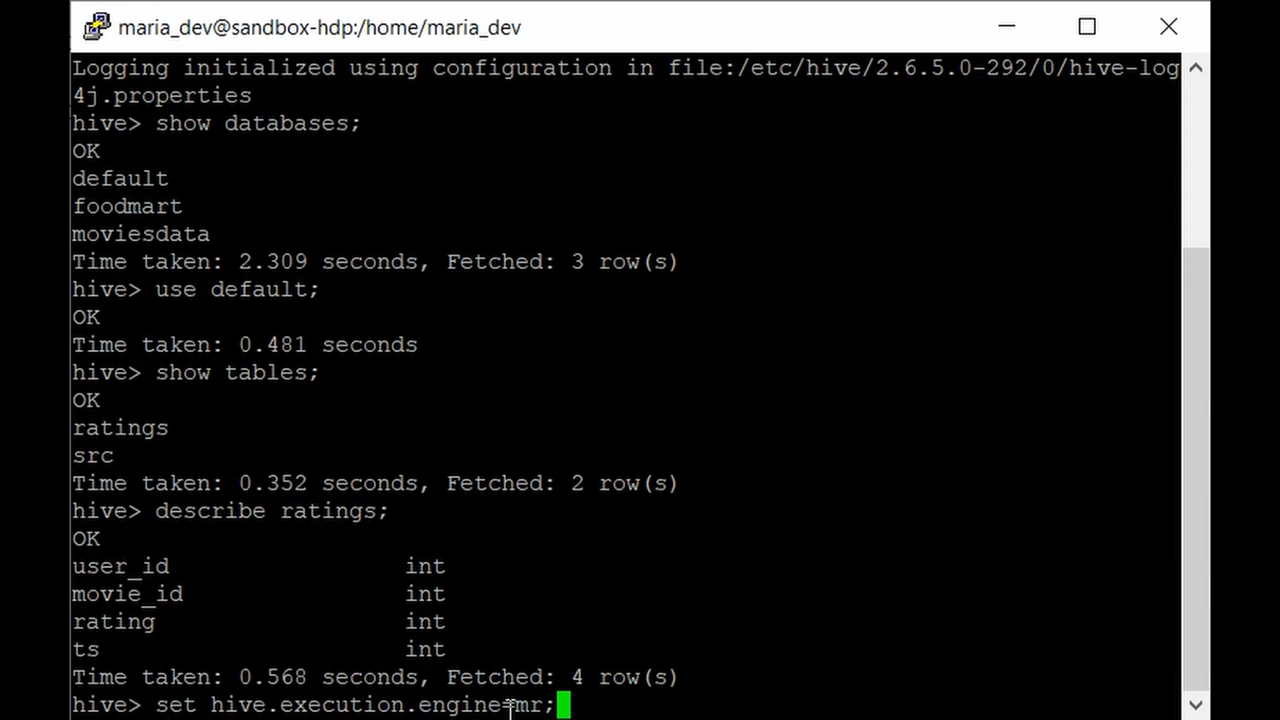 maria_dev@sandbox-hdp:/home/maria_dev
Logging initialized using configuration in file:/etc/hive/2.6.5.0-292/0/hive-log
4j.properties
hive> show databases;
OK
default
foodmart
moviesdata
Time taken: 2.309 seconds, Fetched: 3 row(s)
hive> use default;
OK
Time taken: 0.481 seconds
hive> show tables;
OK
ratings
src
Time taken: 0.352 seconds, Fetched: 2 row(s)
hive> describe ratings;
OK
user_id int
movie_id int
rating int
ts int
Time taken: 0.568 seconds, Fetched: 4 row(s)
hive> set hive.execution.engine=mr;